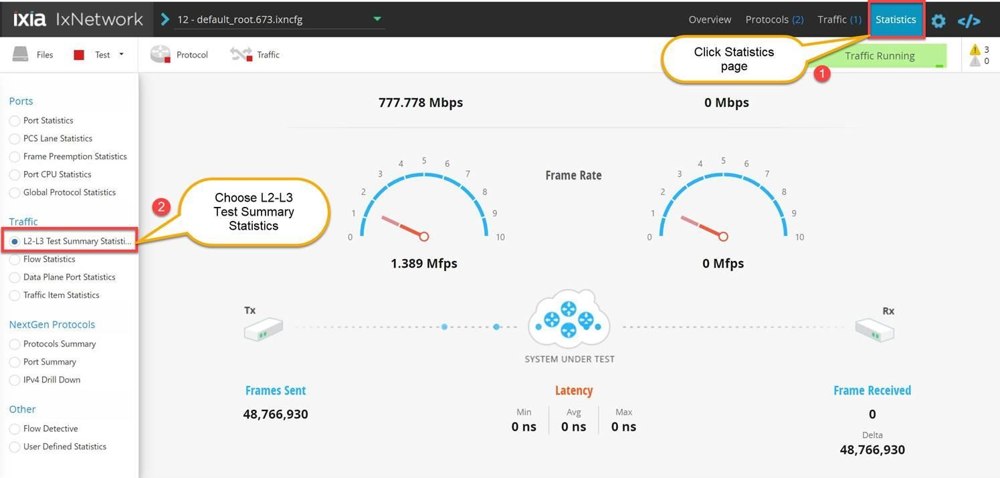 ixia IxNetwork
12 - default_root.673.ixncfg
Overview
Protocols (2)
Traffic (1)
Statistics
</>
Files
Test
Protocol
Traffic
Click Statistics
page
1
Traffic Running
3
0
Ports
Port Statistics
PCS Lane Statistics
Frame Preemption Statistics
Port CPU Statistics
Global Protocol Statistics
Traffic
L2-L3 Test Summary Statisti...
Flow Statistics
Data Plane Port Statistics
Traffic Item Statistics
NextGen Protocols
Protocols Summary
Port Summary
IPv4 Drill Down
Other
Flow Detective
User Defined Statistics
2
Choose L2-L3
Test Summary
Statistics
777.778 Mbps
0 Mbps
0 1 2 3 4 5 6 7 8 9 10
Frame Rate
0 1 2 3 4 5 6 7 8 9 10
1.389 Mfps
0 Mfps
Tx
Rx
SYSTEM UNDER TEST
Frames Sent
48,766,930
Latency
Min Avg Max
0 ns 0 ns 0 ns
Frame Received
0
Delta
48,766,930